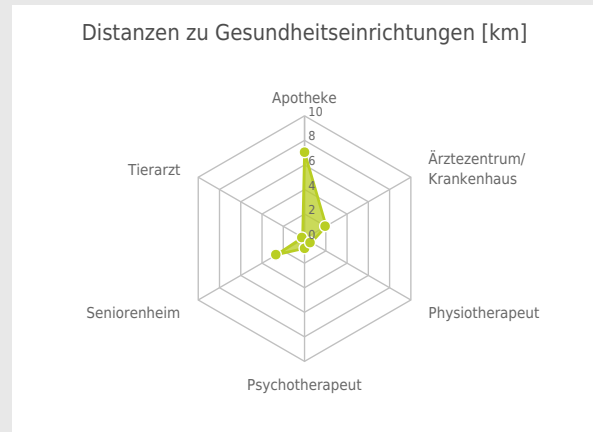 Distanzen zu Gesundheitseinrichtungen [km]
Apotheke
10
8
6
4
2
0
Ärztezentrum/
Krankenhaus
Tierarzt
Seniorenheim
Physiotherapeut
Psychotherapeut